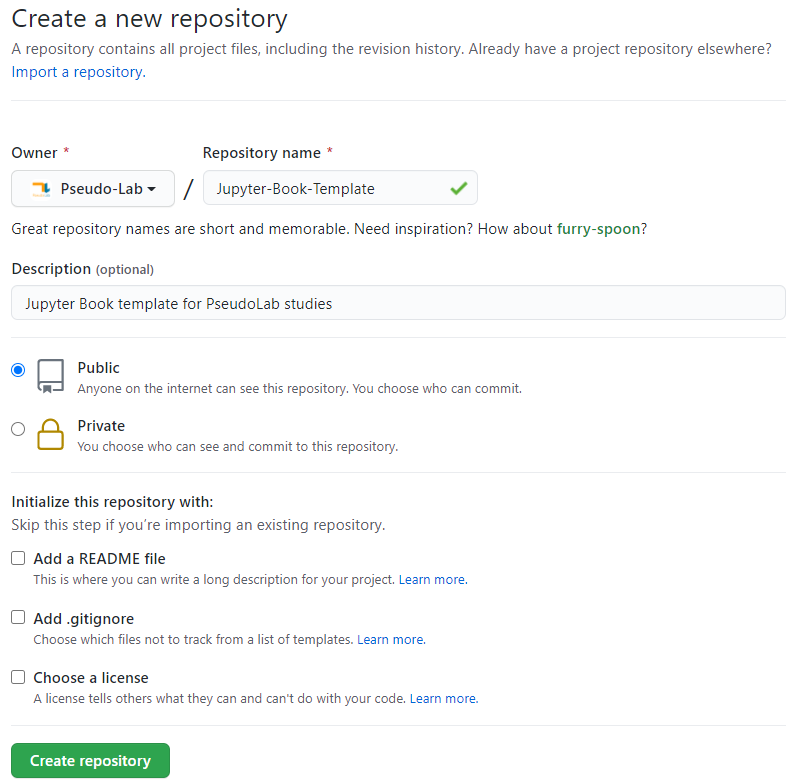 Create a new repository
A repository contains all project files, including the revision history. Already have a project repository elsewhere?
Import a repository.
Owner * Repository name *
Pseudo-Lab / Jupyter-Book-Template
Great repository names are short and memorable. Need inspiration? How about furry-spoon?
Description (optional)
Jupyter Book template for PseudoLab studies
Public
Anyone on the internet can see this repository. You choose who can commit.
Private
You choose who can see and commit to this repository.
Initialize this repository with:
Skip this step if you’re importing an existing repository.
Add a README file
This is where you can write a long description for your project. Learn more.
Add .gitignore
Choose which files not to track from a list of templates. Learn more.
Choose a license
A license tells others what they can and can't do with your code. Learn more.
Create repository